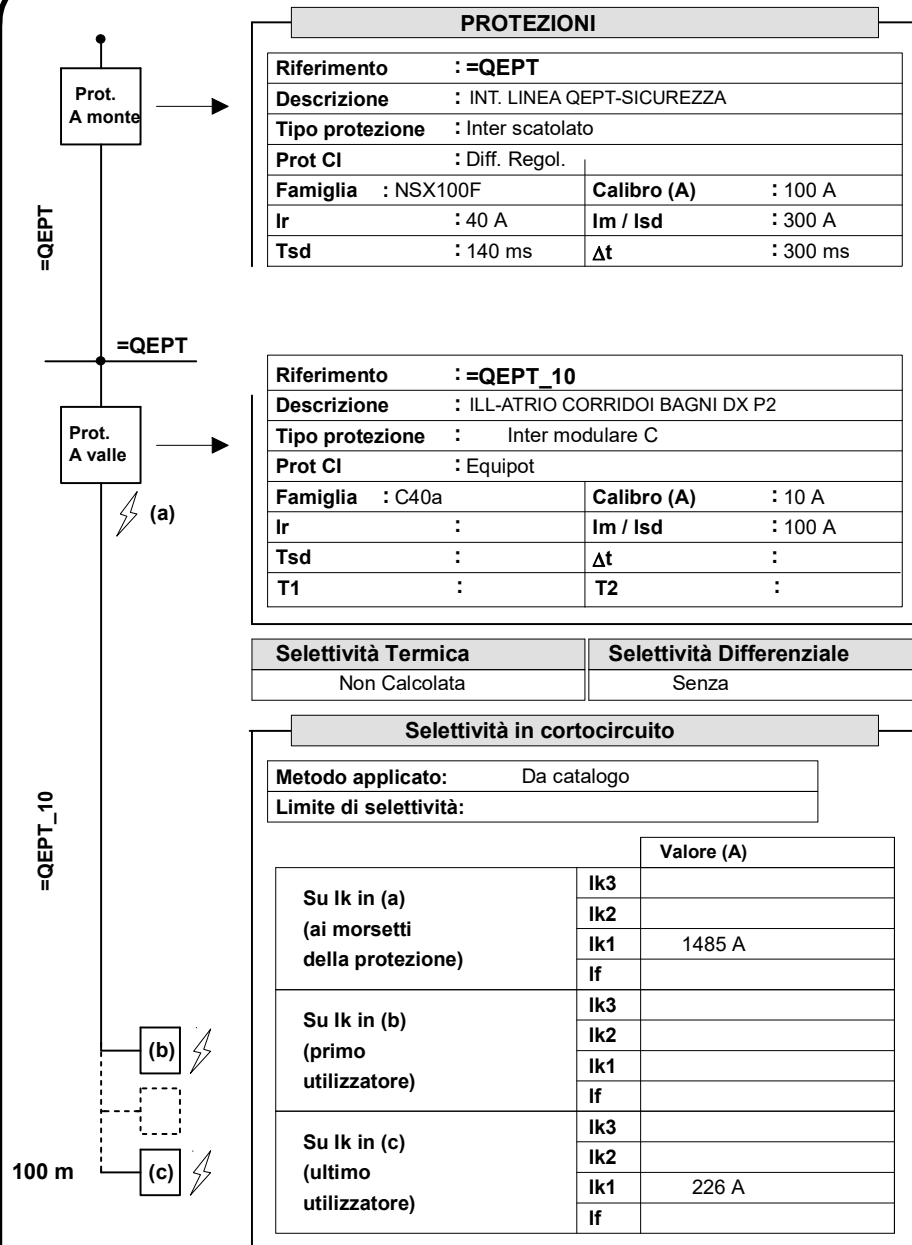 PROTEZIONI
Prot.
A monte
Riferimento : =QEPT
Descrizione : INT. LINEA QEPT-SICUREZZA
Tipo protezione : Inter scatolato
Prot CI : Diff. Regol.
Famiglia : NSX100F Calibro (A) : 100 A
Ir : 40 A Im / Isd : 300 A
Tsd : 140 ms Δt : 300 ms
=QEPT
=QEPT
Prot.
A valle
(a)
Riferimento : =QEPT_10
Descrizione : ILL-ATRIO CORRIDOI BAGNI DX P2
Tipo protezione : Inter modulare C
Prot CI : Equipot
Famiglia : C40a Calibro (A) : 10 A
Ir : Im / Isd : 100 A
Tsd : Δt :
T1 : T2 :
Selettività Termica Selettività Differenziale
Non Calcolata Senza
Selettività in cortocircuito
Metodo applicato: Da catalogo
Limite di selettività:
=QEPT_10
Valore (A)
Su Ik in (a)
(ai morsetti
della protezione)
Ik3
Ik2
Ik1 1485 A
If
(b)
Su Ik in (b)
(primo
utilizzatore)
Ik3
Ik2
Ik1
If
100 m (c)
Su Ik in (c)
(ultimo
utilizzatore)
Ik3
Ik2
Ik1 226 A
If